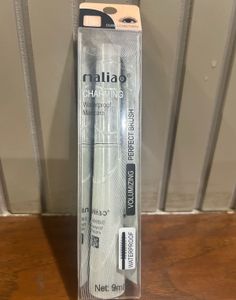 maliao
maliao
CHARMING
Waterproof
Mascara
PERFECT BRUSH
VOLUMIZING
WATERPROOF
Net: 9ml